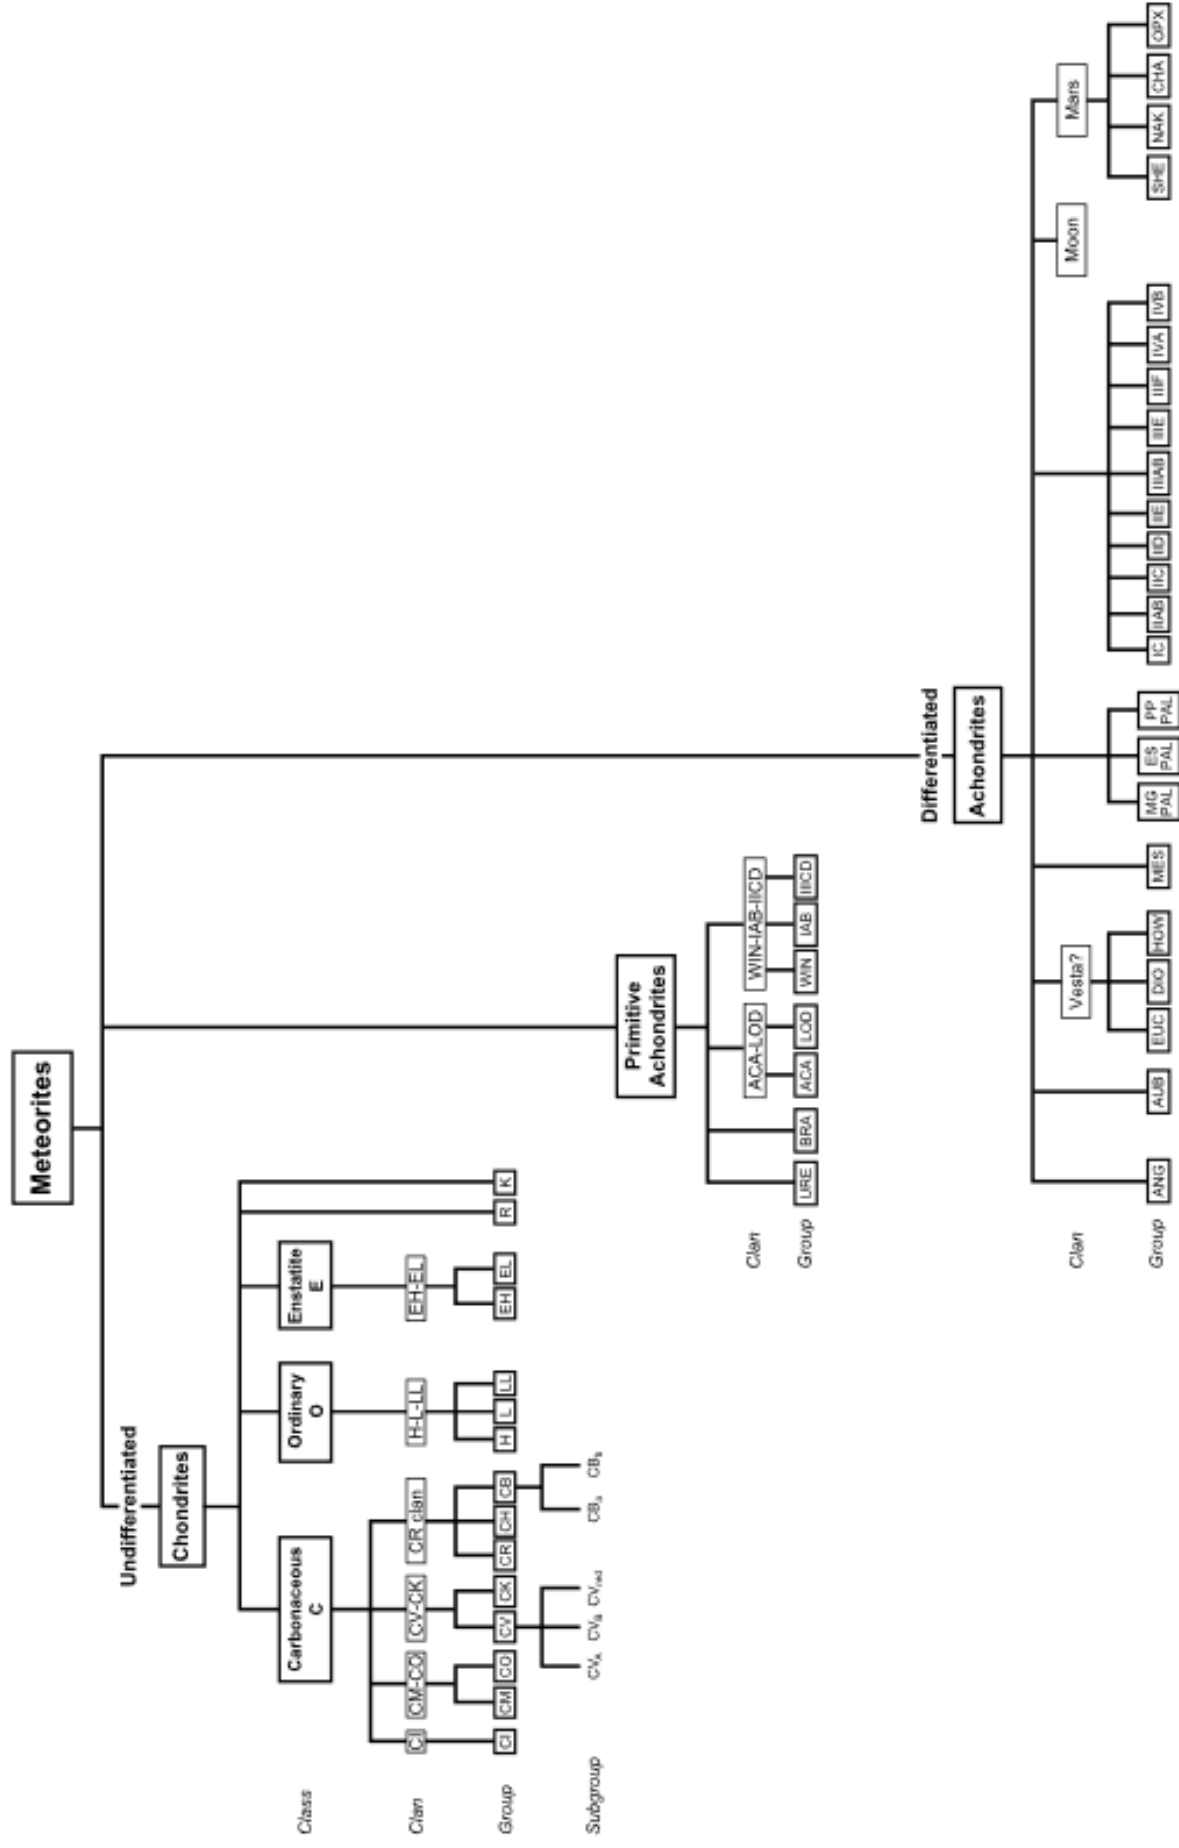 Meteorites
Undifferentiated
Chondrites
Class
Carbonaceous
C
Ordinary
O
Enstatite
E
Clan
CI
CM-CO
CV-CK
CR clan
H-L-LL
EH-EL
Group
CI
CM
CO
CV
CK
CR
CH
CB
H
L
LL
EH
EL
R
K
Subgroup
CVA
CVB
CVred
CBa
CBb
Primitive
Achondrites
Clan
ACA-LOD
WIN-IAB-IICD
Group
URE
BRA
ACA
LOD
WIN
IAB
IIICD
Differentiated
Achondrites
Clan
Vesta?
Moon
Mars
Group
ANG
AUB
EUC
DIO
HOW
MES
MG
PAL
ES
PAL
PP
PAL
IC
IIAB
IIC
IID
IIE
IIIAB
IIIE
IIIF
IVA
IVB
SHE
NAK
CHA
OPX